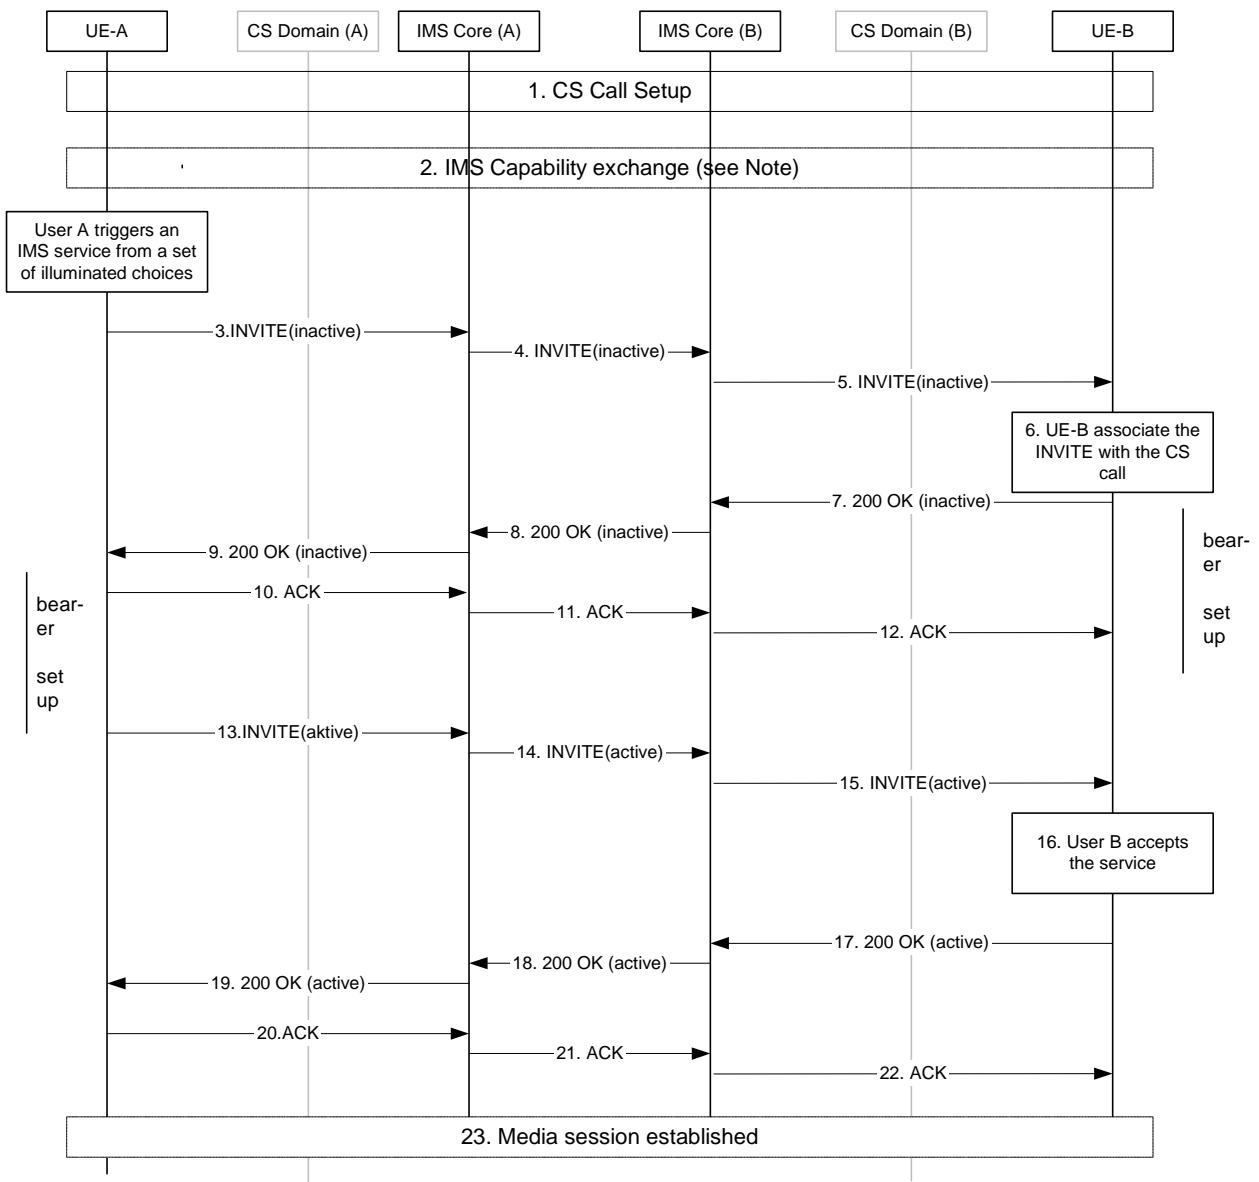 UE-A
CS Domain (A)
IMS Core (A)
IMS Core (B)
CS Domain (B)
UE-B
1. CS Call Setup
2. IMS Capability exchange (see Note)
User A triggers an
IMS service from a set
of illuminated choices
3.INVITE(inactive)
4. INVITE(inactive)
5. INVITE(inactive)
6. UE-B associate the
INVITE with the CS
call
7. 200 OK (inactive)
8. 200 OK (inactive)
9. 200 OK (inactive)
bear-
er
set
up
10. ACK
11. ACK
12. ACK
bear-
er
set
up
13.INVITE(aktive)
14. INVITE(active)
15. INVITE(active)
16. User B accepts
the service
17. 200 OK (active)
18. 200 OK (active)
19. 200 OK (active)
20.ACK
21. ACK
22. ACK
23. Media session established